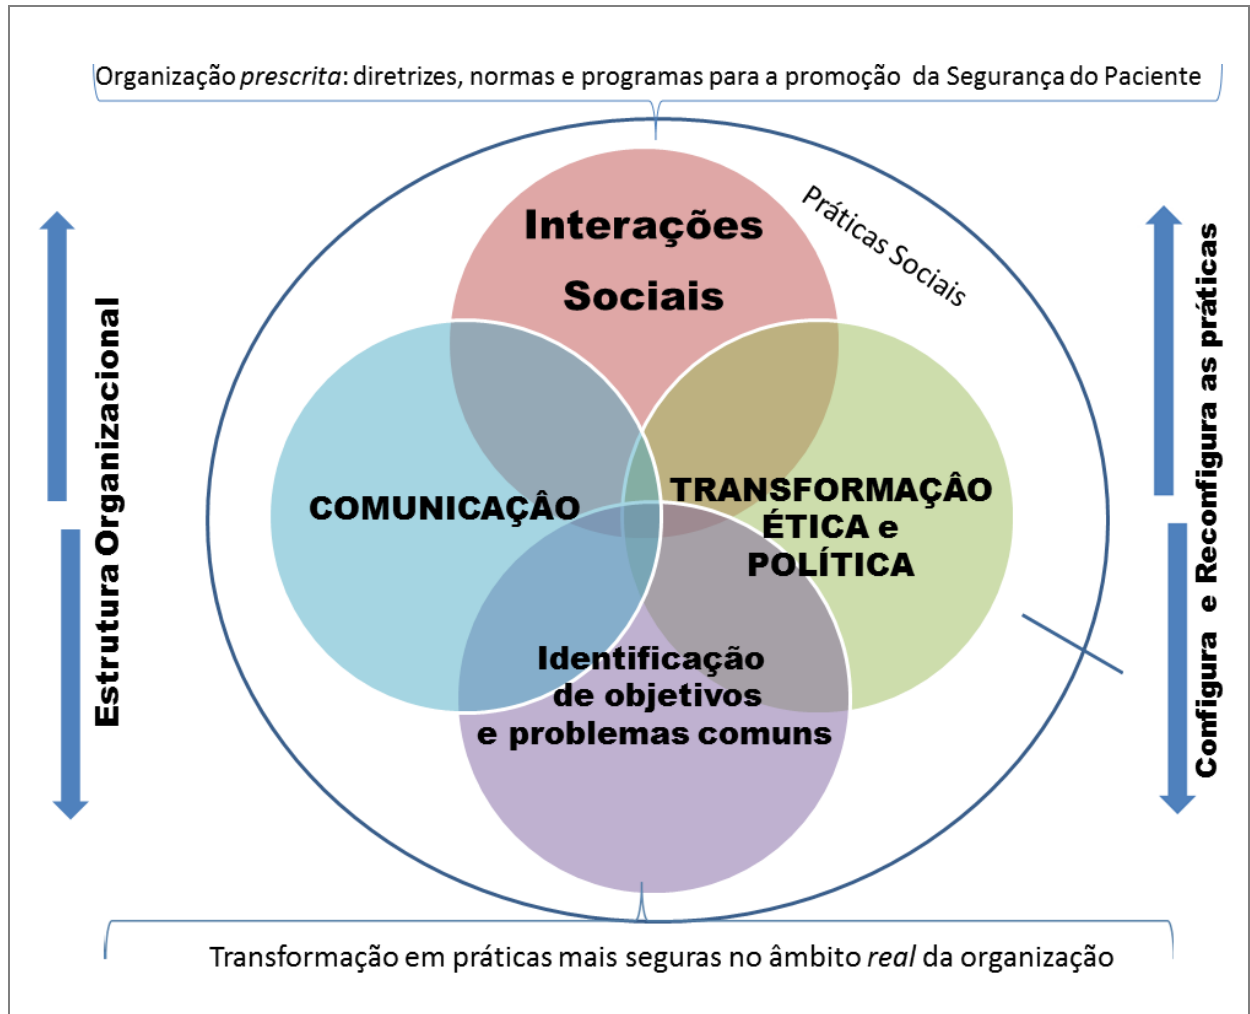 Organização prescrita: diretrizes, normas e programas para a promoção da Segurança do Paciente
Práticas Sociais
Interações
Sociais
Estrutura Organizacional
COMUNICAÇÂO
TRANSFORMAÇÂO
ÉTICA e
POLÍTICA
Configura e Reconfigura as práticas
Identificação
de objetivos
e problemas comuns
Transformação em práticas mais seguras no âmbito real da organização